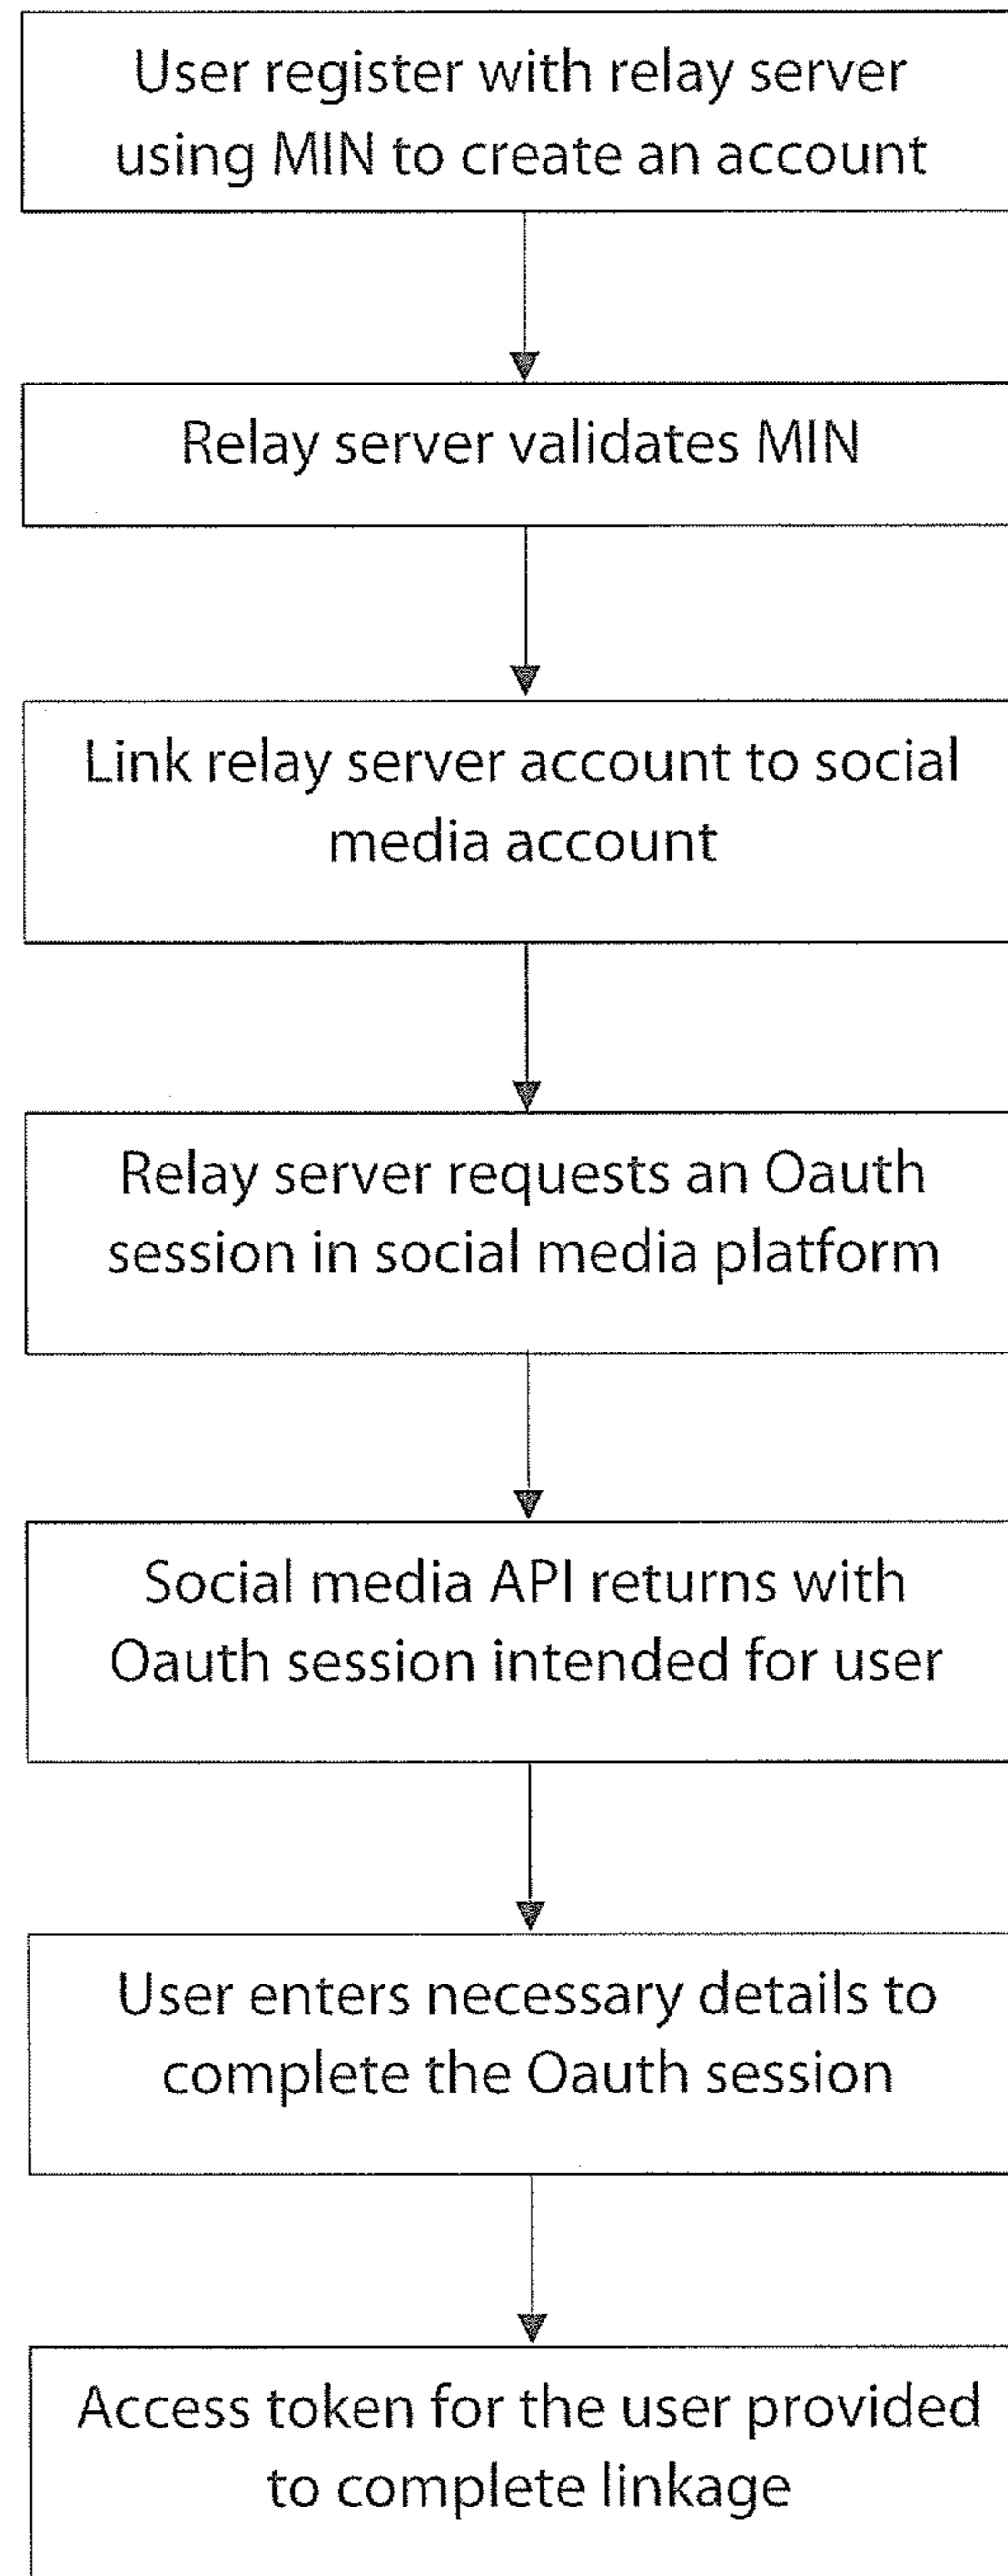 User register with relay server
using MIN to create an account
Relay server validates MIN
Link relay server account to social
media account
Relay server requests an Oauth
session in social media platform
Social media API returns with
Oauth session intended for user
User enters necessary details to
complete the Oauth session
Access token for the user provided
to complete linkage